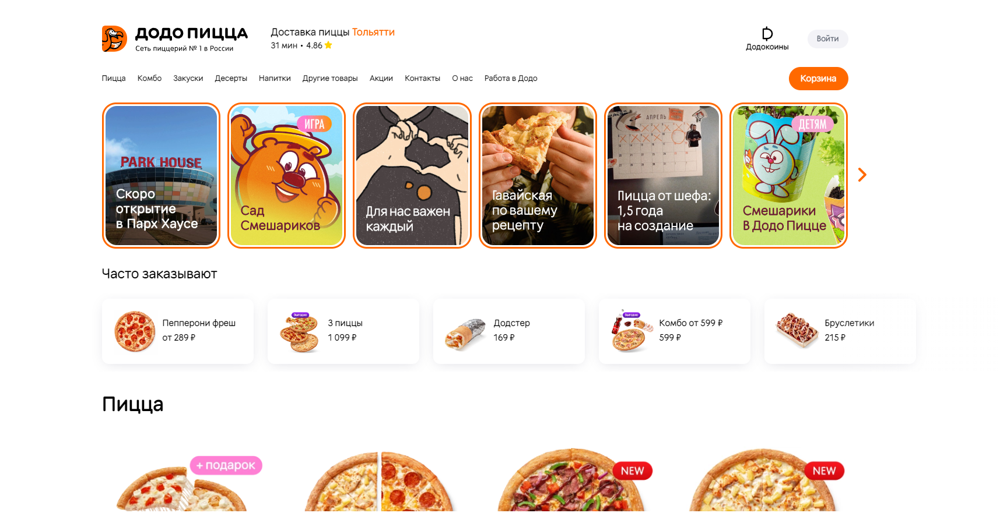 ДОДО ПИЦЦА
Сеть пиццерий № 1 в России
Доставка пиццы Тольятти
31 мин • 4.86
Додокоины
Войти
Пицца
Комбо
Закуски
Десерты
Напитки
Другие товары
Акции
Контакты
О нас
Работа в Додо
Корзина
PARK HOUSE
Скоро
открытие
в Парк Хаусе
ИГРА
Сад
Смешариков
Для нас важен
каждый
Гавайская
по вашему
рецепту
АПРЕЛЬ
Пицца от шефа:
1,5 года
на создание
ДЕТЯМ
Смешарики
В Додо Пицце
Часто заказывают
Пепперони фреш
от 289 ₽
Выгодно
3 пиццы
1 099 ₽
Додстер
169 ₽
Выгодно
Комбо от 599 ₽
599 ₽
Бруслетики
215 ₽
Пицца
+ подарок
NEW
NEW